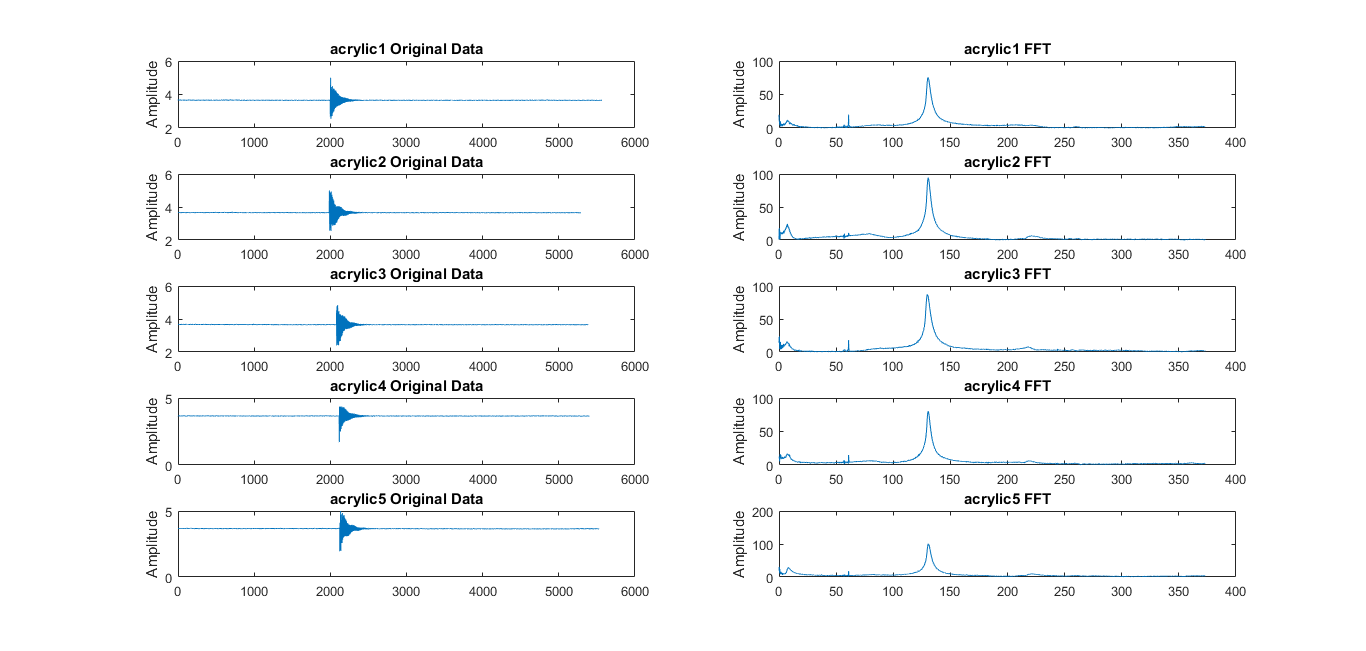 acrylic1 Original Data
Amplitude
6
4
2
0 1000 2000 3000 4000 5000 6000
acrylic1 FFT
Amplitude
100
50
0
0 50 100 150 200 250 300 350 400
acrylic2 Original Data
Amplitude
6
4
2
0 1000 2000 3000 4000 5000 6000
acrylic2 FFT
Amplitude
100
50
0
0 50 100 150 200 250 300 350 400
acrylic3 Original Data
Amplitude
6
4
2
0 1000 2000 3000 4000 5000 6000
acrylic3 FFT
Amplitude
100
50
0
0 50 100 150 200 250 300 350 400
acrylic4 Original Data
Amplitude
5
0
0 1000 2000 3000 4000 5000 6000
acrylic4 FFT
Amplitude
100
50
0
0 50 100 150 200 250 300 350 400
acrylic5 Original Data
Amplitude
5
0
0 1000 2000 3000 4000 5000 6000
acrylic5 FFT
Amplitude
200
100
0
0 50 100 150 200 250 300 350 400